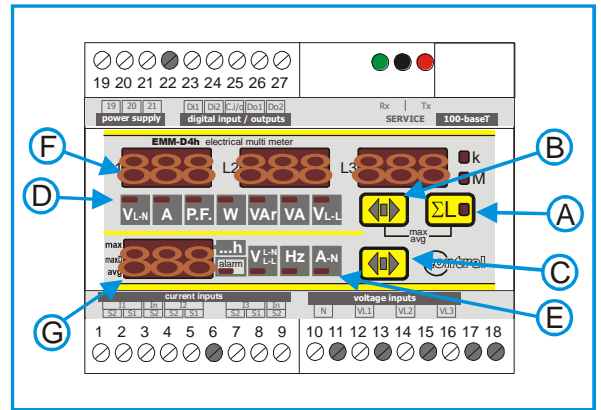 19 20 21 22 23 24 25 26 27
19 20 21 Di1 Di2 C.i/o Do1 Do2 Rx Tx
power supply digital input / outputs SERVICE 100-baseT
EMM-D4h electrical multi meter
F B
L2 L3 k
M
D VL-N A P.F. W VAr VA VL-L ΣL A
max
avg
max ...h
maxD alarm VL-N L-L Hz A-N ontrel C
avg
G E
current inputs voltage inputs
I1 In I2 I3 In N VL1 VL2 VL3
S2 S1 S2 S1 S2 S1 S2 S1
1 2 3 4 5 6 7 8 9 10 11 12 13 14 15 16 17 18